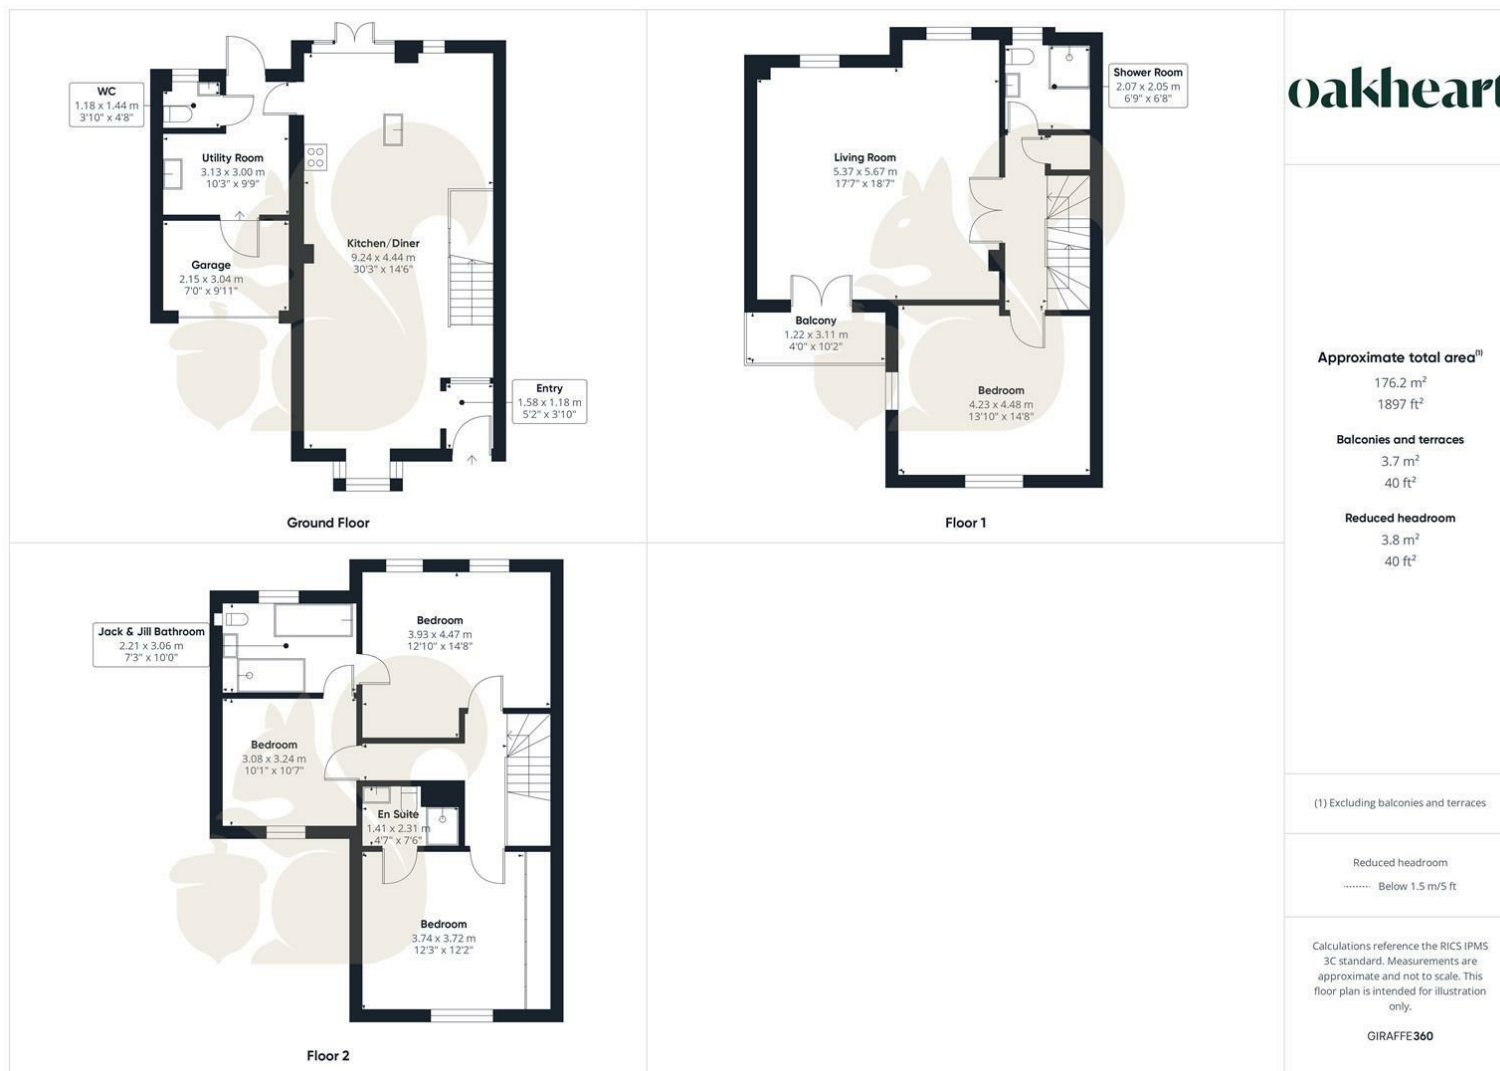 WC
1.18 x 1.44 m
3'10" x 4'8"
Utility Room
3.13 x 3.00 m
10'3" x 9'9"
Garage
2.15 x 3.04 m
7'0" x 9'11"
Kitchen/Diner
9.24 x 4.44 m
30'3" x 14'6"
Entry
1.58 x 1.18 m
5'2" x 3'10"
Ground Floor
Shower Room
2.07 x 2.05 m
6'9" x 6'8"
Living Room
5.37 x 5.67 m
17'7" x 18'7"
Balcony
1.22 x 3.11 m
4'0" x 10'2"
Bedroom
4.23 x 4.48 m
13'10" x 14'8"
Floor 1
Jack & Jill Bathroom
2.21 x 3.06 m
7'3" x 10'0"
Bedroom
3.93 x 4.47 m
12'10" x 14'8"
Bedroom
3.08 x 3.24 m
10'1" x 10'7"
En Suite
1.41 x 2.31 m
4'7" x 7'6"
Bedroom
3.74 x 3.72 m
12'3" x 12'2"
Floor 2
oakheart
Approximate total area(1)
176.2 m²
1897 ft²
Balconies and terraces
3.7 m²
40 ft²
Reduced headroom
3.8 m²
40 ft²
(1) Excluding balconies and terraces
Reduced headroom
Below 1.5 m/5 ft
Calculations reference the RICS IPMS
3C standard. Measurements are
approximate and not to scale. This
floor plan is intended for illustration
only.
GIRAFFE360